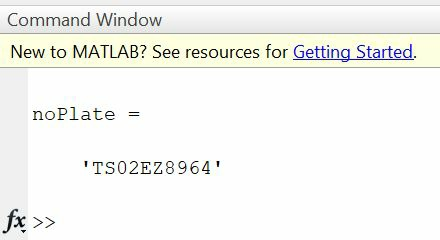 Command Window
New to MATLAB? See resources for Getting Started.
noPlate =
'TS02EZ8964'
fx >>